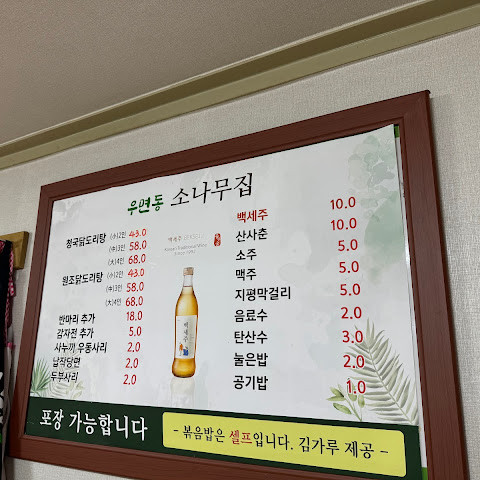 우면동 소나무집
청국닭도리탕 (小)2인 43.0
(中)3인 58.0
(大)4인 68.0
원조닭도리탕 (小)2인 43.0
(中)3인 58.0
(大)4인 68.0
반마리 추가 18.0
감자전 추가 5.0
사누끼 우동사리 2.0
납작당면 2.0
두부사리 2.0
백세주
백세주
백세주 10.0
산사춘 10.0
소주 5.0
맥주 5.0
지평막걸리 5.0
음료수 2.0
탄산수 3.0
눌은밥 2.0
공기밥 1.0
포장 가능합니다
- 볶음밥은 셀프입니다. 김가루 제공 -